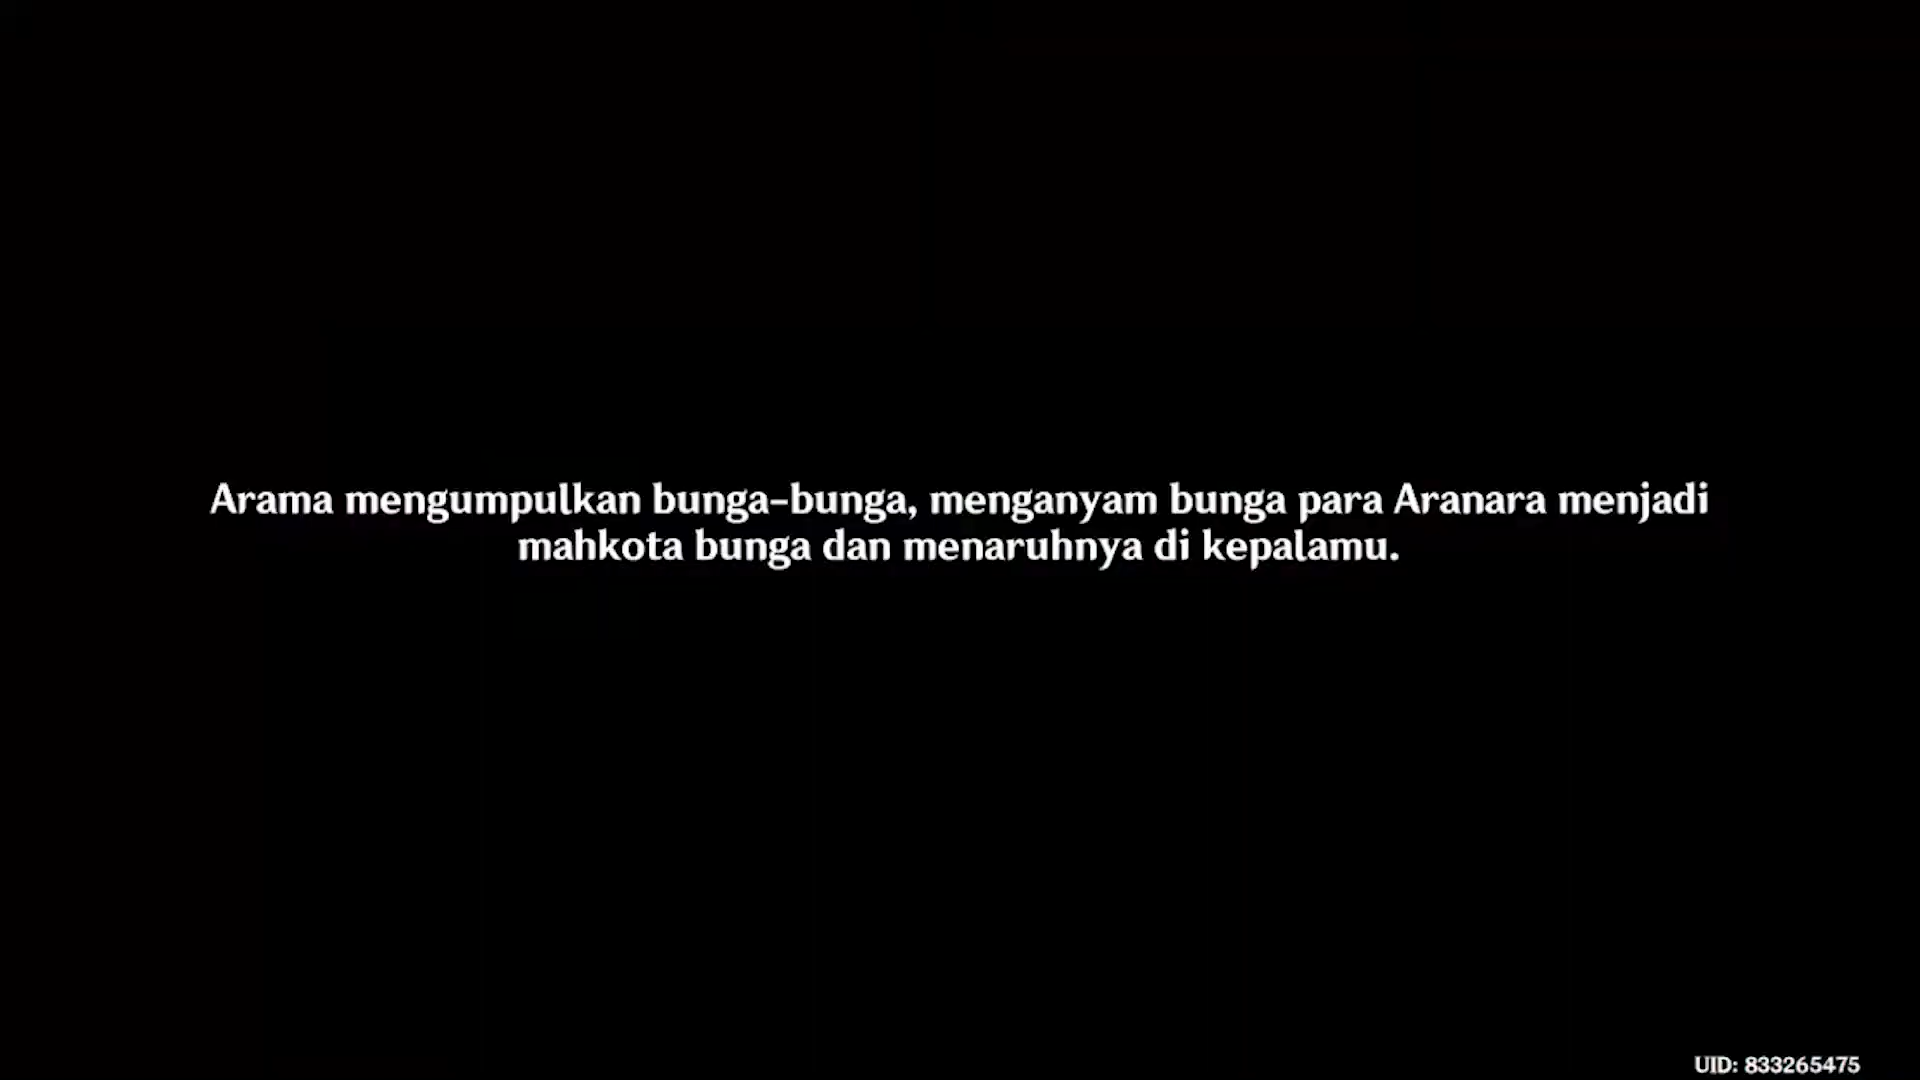 Arama mengumpulkan bunga-bunga, menganyam bunga para Aranara menjadi
mahkota bunga dan menaruhnya di kepalamu.
UID: 833265475